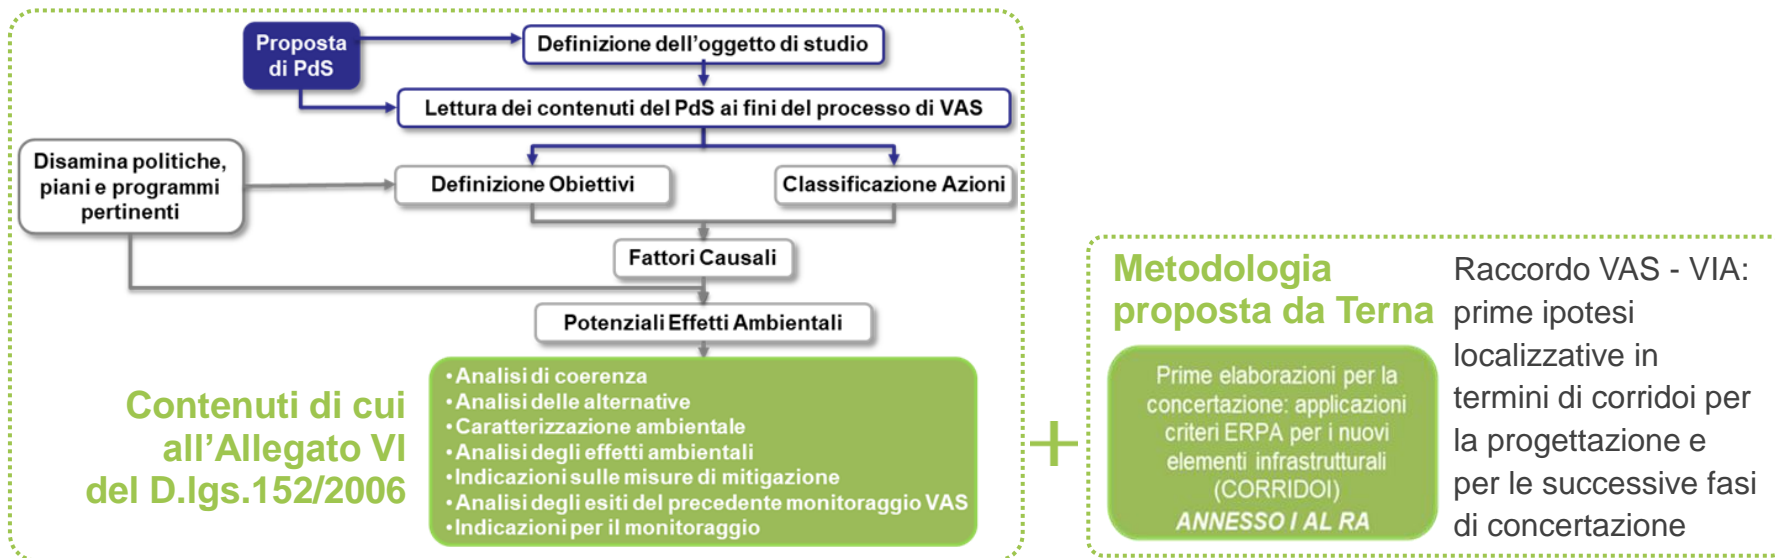 Proposta
di PdS
Definizione dell'oggetto di studio
Lettura dei contenuti del PdS ai fini del processo di VAS
Disamina politiche,
piani e programmi
pertinenti
Definizione Obiettivi
Classificazione Azioni
Fattori Causali
Potenziali Effetti Ambientali
Contenuti di cui
all'Allegato VI
del D.lgs.152/2006
•Analisi di coerenza
•Analisi delle alternative
•Caratterizzazione ambientale
•Analisi degli effetti ambientali
•Indicazioni sulle misure di mitigazione
•Analisi degli esiti del precedente monitoraggio VAS
•Indicazioni per il monitoraggio
+
Metodologia
proposta da Terna
Prime elaborazioni per la
concertazione: applicazioni
criteri ERPA per i nuovi
elementi infrastrutturali
(CORRIDOI)
ANNESSO I AL RA
Raccordo VAS - VIA:
prime ipotesi
localizzative in
termini di corridoi per
la progettazione e
per le successive fasi
di concertazione